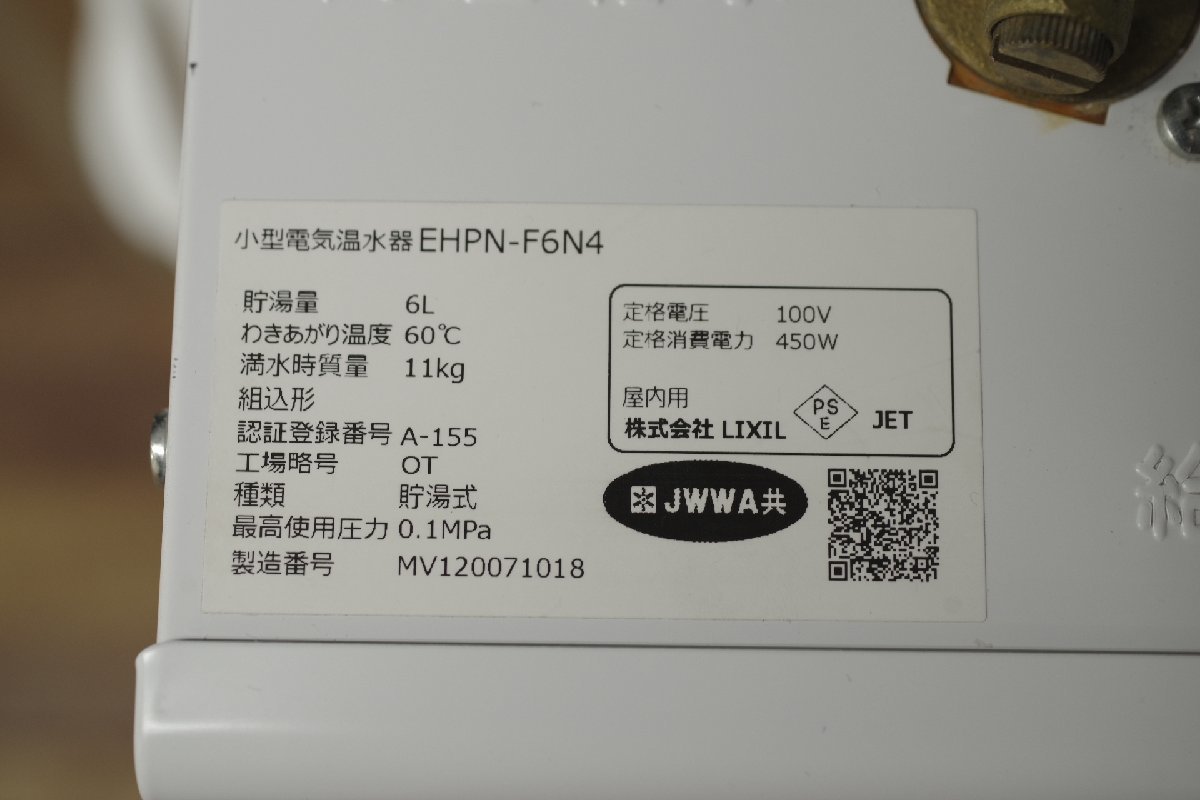 小型電気温水器 EHPN-F6N4
貯湯量 6L
わきあがり温度 60℃
満水時質量 11kg
組込形
認証登録番号 A-155
工場略号 OT
種類 貯湯式
最高使用圧力 0.1MPa
製造番号 MV120071018
定格電圧 100V
定格消費電力 450W
屋内用
株式会社 LIXIL
PS
E
JET
JWWA共
給